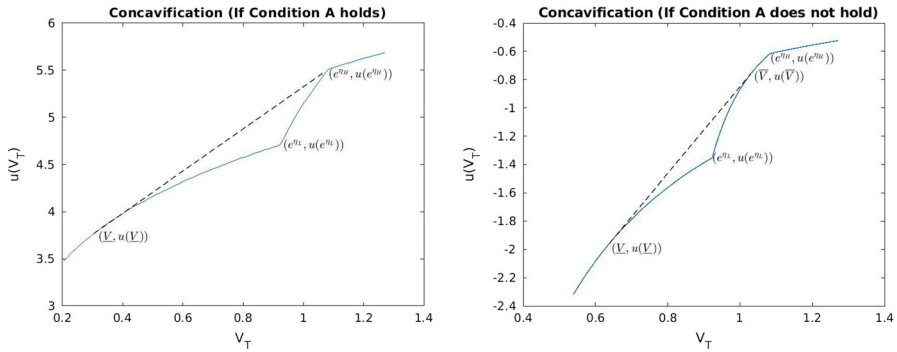 Concavification (If Condition A holds)
6
5.5
5
4.5
4
3.5
3
0.2
0.4
0.6
0.8
1
1.2
1.4
u(V_T)
V_T
(e^{η_H}, u(e^{η_H}))
(e^{η_L}, u(e^{η_L}))
(V̲, u(V̲))
Concavification (If Condition A does not hold)
-0.4
-0.6
-0.8
-1
-1.2
-1.4
-1.6
-1.8
-2
-2.2
-2.4
0.4
0.6
0.8
1
1.2
1.4
u(V_T)
V_T
(e^{η_H}, u(e^{η_H}))
(V̅, u(V̅))
(e^{η_L}, u(e^{η_L}))
(V̲, u(V̲))